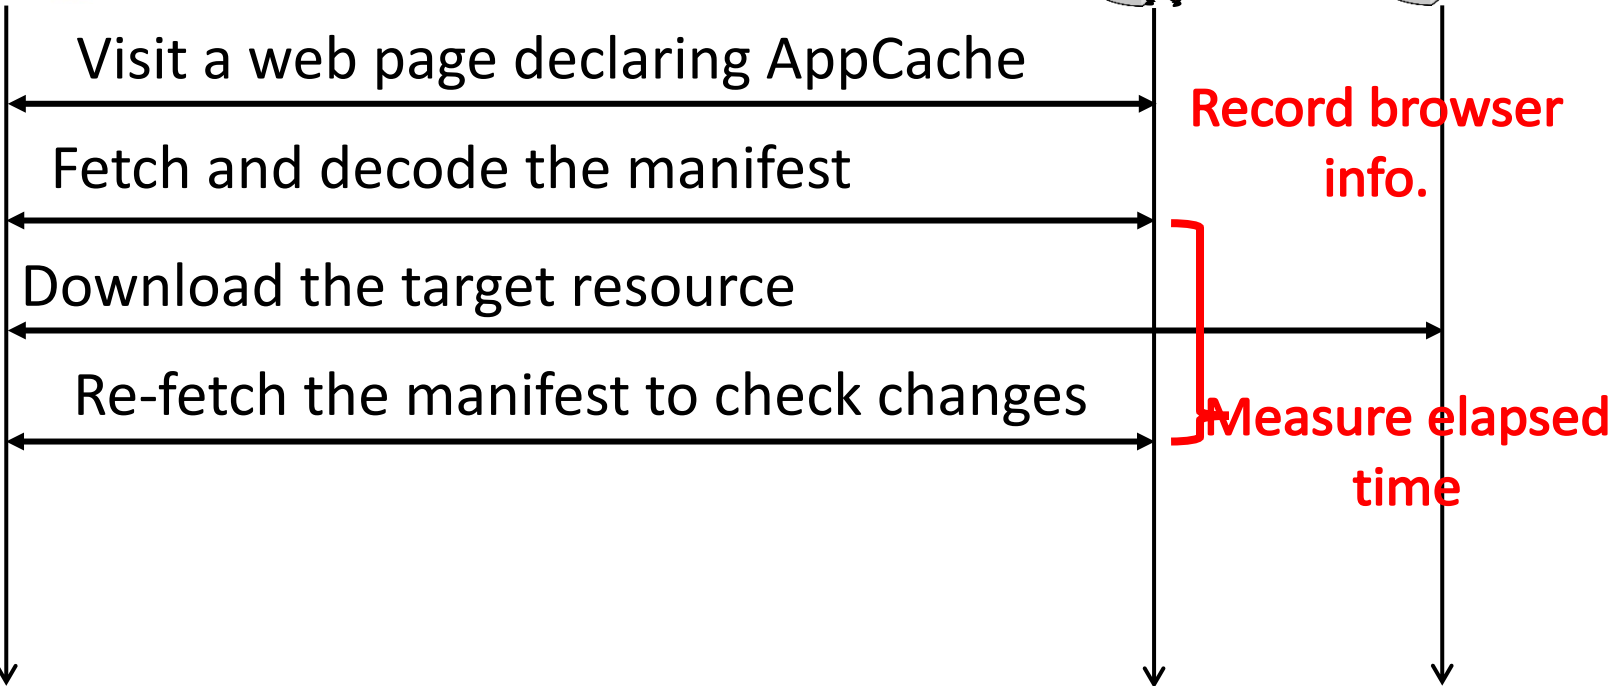 Visit a web page declaring AppCache
Record browser
info.
Fetch and decode the manifest
Download the target resource
Re-fetch the manifest to check changes
Measure elapsed
time